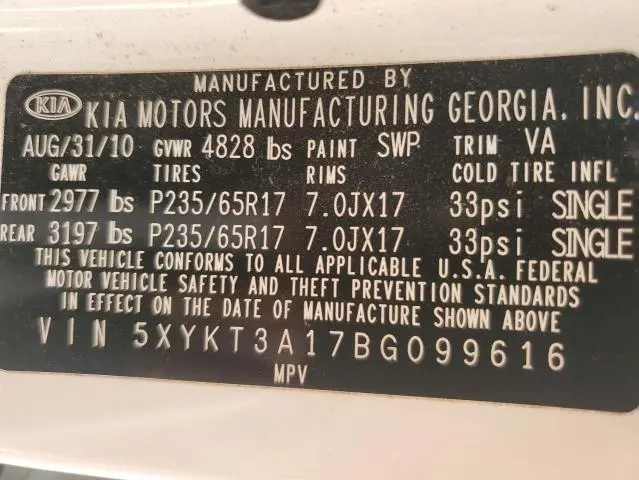 MANUFACTURED BY
KIA KIA MOTORS MANUFACTURING GEORGIA, INC.
AUG/31/10 GVWR 4828 lbs PAINT SWP TRIM VA
GAWR TIRES RIMS COLD TIRE INFL
FRONT 2977 lbs P235/65R17 7.0JX17 33psi SINGLE
REAR 3197 lbs P235/65R17 7.0JX17 33psi SINGLE
THIS VEHICLE CONFORMS TO ALL APPLICABLE U.S.A. FEDERAL
MOTOR VEHICLE SAFETY AND THEFT PREVENTION STANDARDS
IN EFFECT ON THE DATE OF MANUFACTURE SHOWN ABOVE
VIN 5XYKT3A17BG099616
MPV